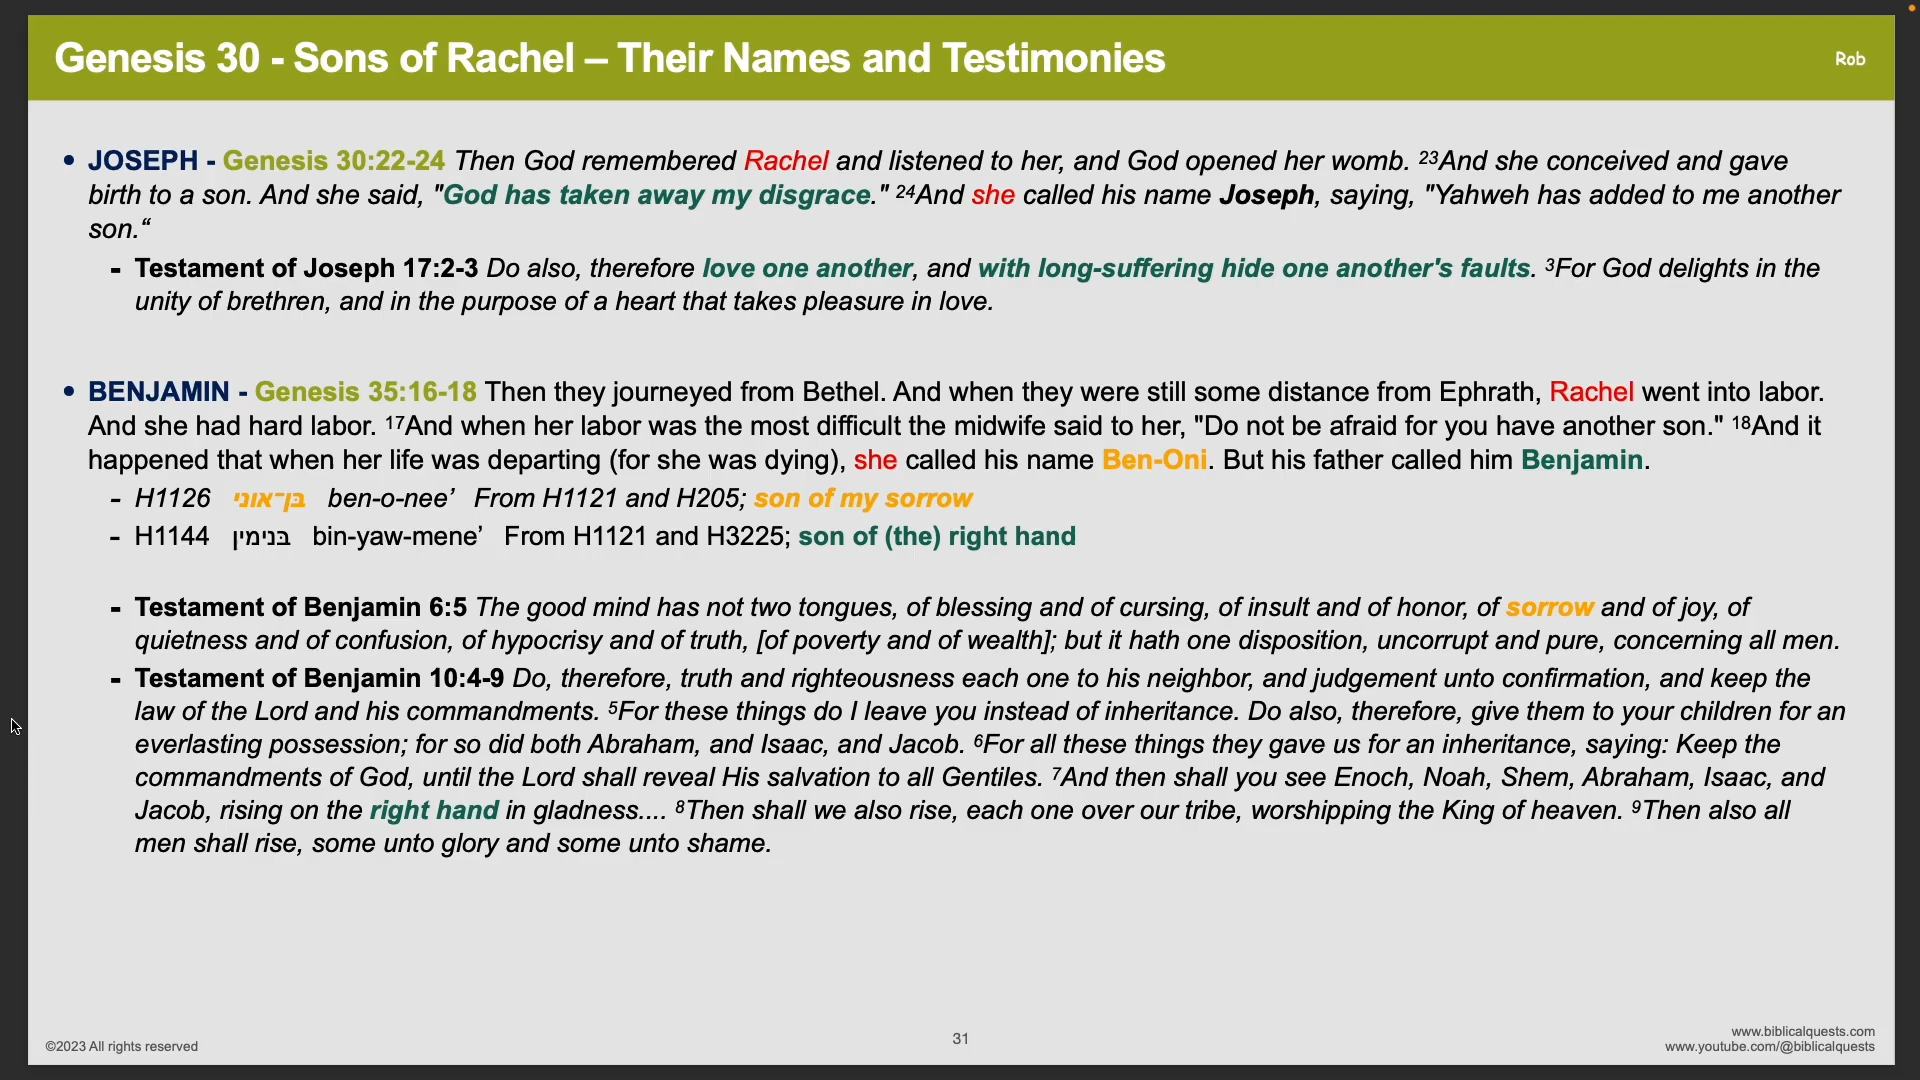 Genesis 30 - Sons of Rachel – Their Names and Testimonies
Rob
• JOSEPH - Genesis 30:22-24 Then God remembered Rachel and listened to her, and God opened her womb. ²³And she conceived and gave
birth to a son. And she said, "God has taken away my disgrace." ²⁴And she called his name Joseph, saying, "Yahweh has added to me another
son.“
- Testament of Joseph 17:2-3 Do also, therefore love one another, and with long-suffering hide one another's faults. ³For God delights in the
unity of brethren, and in the purpose of a heart that takes pleasure in love.
• BENJAMIN - Genesis 35:16-18 Then they journeyed from Bethel. And when they were still some distance from Ephrath, Rachel went into labor.
And she had hard labor. ¹⁷And when her labor was the most difficult the midwife said to her, "Do not be afraid for you have another son." ¹⁸And it
happened that when her life was departing (for she was dying), she called his name Ben-Oni. But his father called him Benjamin.
- H1126 בּן־אוני ben-o-nee’ From H1121 and H205; son of my sorrow
- H1144 בּנימין bin-yaw-mene’ From H1121 and H3225; son of (the) right hand
- Testament of Benjamin 6:5 The good mind has not two tongues, of blessing and of cursing, of insult and of honor, of sorrow and of joy, of
quietness and of confusion, of hypocrisy and of truth, [of poverty and of wealth]; but it hath one disposition, uncorrupt and pure, concerning all men.
- Testament of Benjamin 10:4-9 Do, therefore, truth and righteousness each one to his neighbor, and judgement unto confirmation, and keep the
law of the Lord and his commandments. ⁵For these things do I leave you instead of inheritance. Do also, therefore, give them to your children for an
everlasting possession; for so did both Abraham, and Isaac, and Jacob. ⁶For all these things they gave us for an inheritance, saying: Keep the
commandments of God, until the Lord shall reveal His salvation to all Gentiles. ⁷And then shall you see Enoch, Noah, Shem, Abraham, Isaac, and
Jacob, rising on the right hand in gladness.... ⁸Then shall we also rise, each one over our tribe, worshipping the King of heaven. ⁹Then also all
men shall rise, some unto glory and some unto shame.
©2023 All rights reserved
31
www.biblicalquests.com
www.youtube.com/@biblicalquests